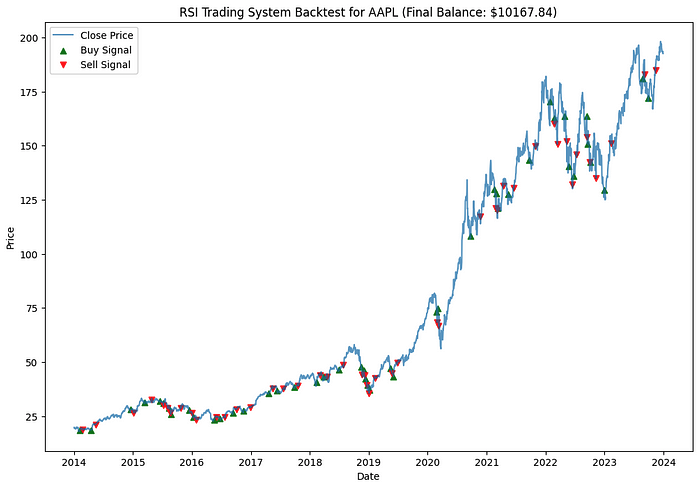 RSI Trading System Backtest for AAPL (Final Balance: $10167.84)
Close Price
Buy Signal
Sell Signal
200
175
150
125
100
75
50
25
Price
2014 2015 2016 2017 2018 2019 2020 2021 2022 2023 2024
Date